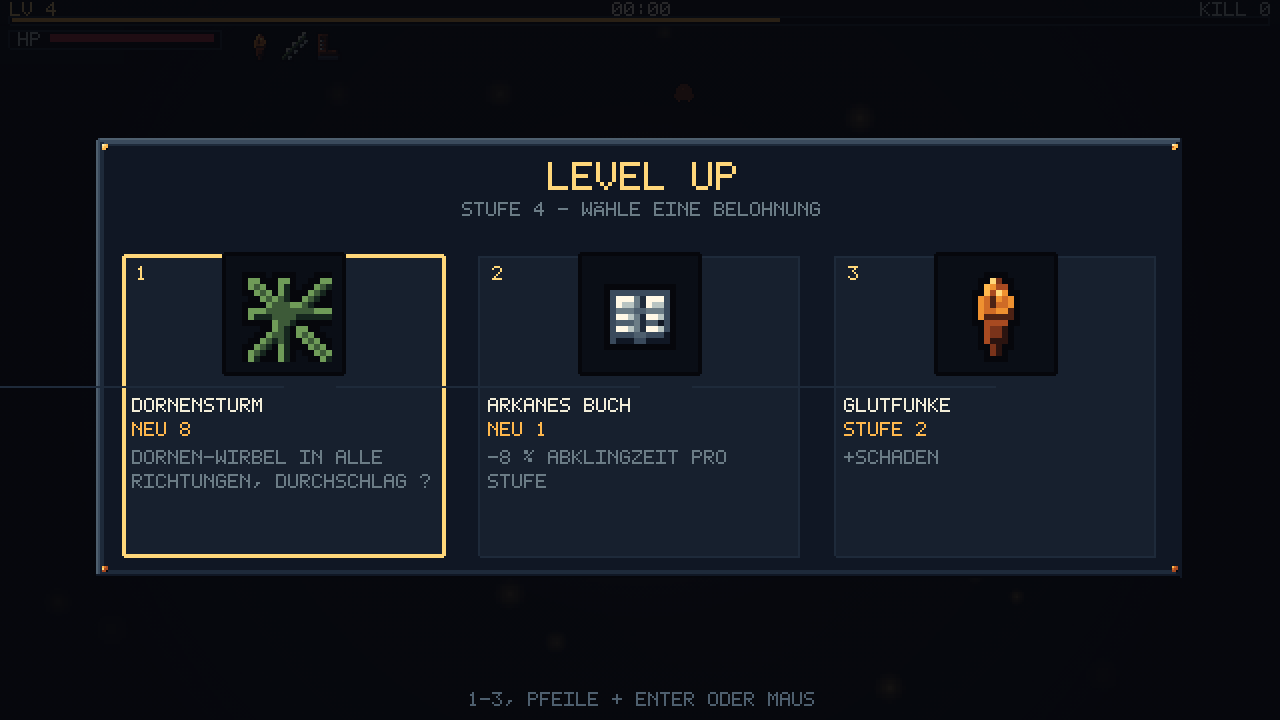 LV 4
00:00
KILL 0
HP
LEVEL UP
STUFE 4 - WÄHLE EINE BELOHNUNG
1
2
3
DORNENSTURM
NEU 8
DORNEN-WIRBEL IN ALLE
RICHTUNGEN, DURCHSCHLAG ?
ARKANES BUCH
NEU 1
-8 % ABKLINGZEIT PRO
STUFE
GLUTFUNKE
STUFE 2
+SCHADEN
1-3, PFEILE + ENTER ODER MAUS